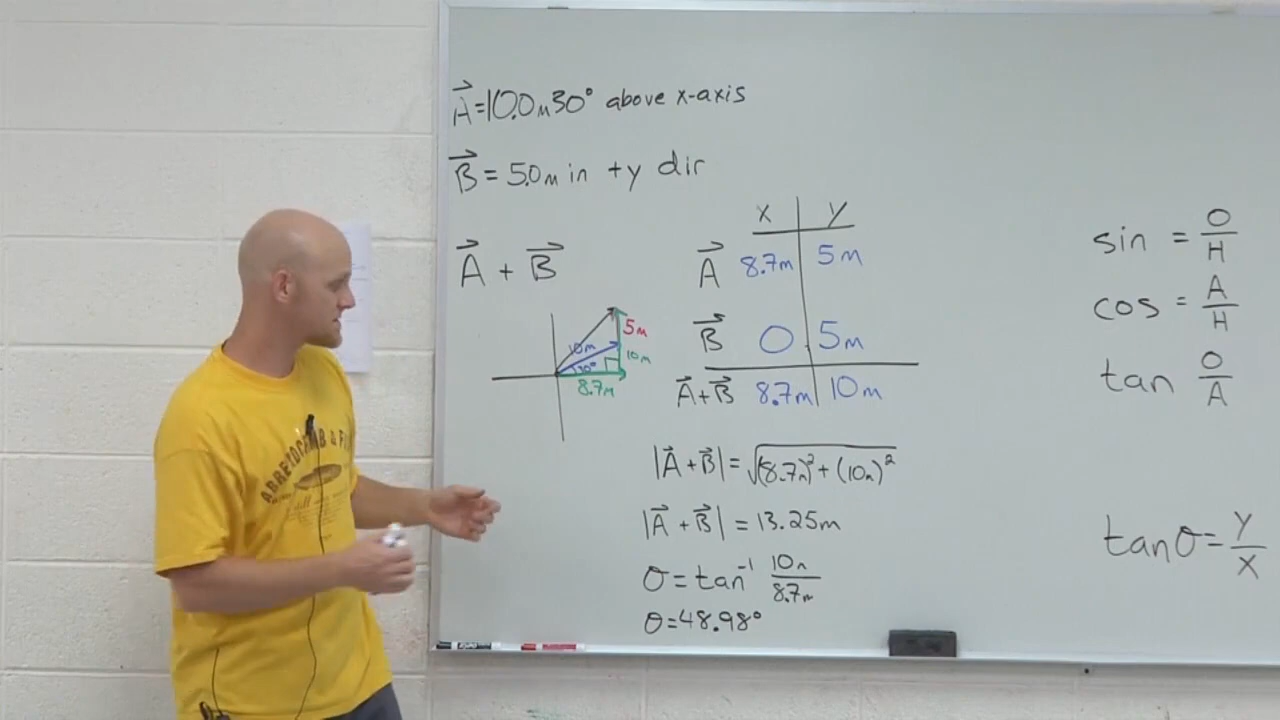 A⃗ = 10.0m 30° above x-axis
B⃗ = 5.0m in +y dir
A⃗ + B⃗
x y
A⃗ 8.7m 5m
B⃗ 0 5m
A⃗+B⃗ 8.7m 10m
5m
10m
10m
30°
8.7m
|A⃗+B⃗| = √(8.7m)²+(10m)²
|A⃗+B⃗| = 13.25m
θ = tan⁻¹ 10m/8.7m
θ=48.98°
sin = O/H
cos = A/H
tan O/A
tanθ = y/x